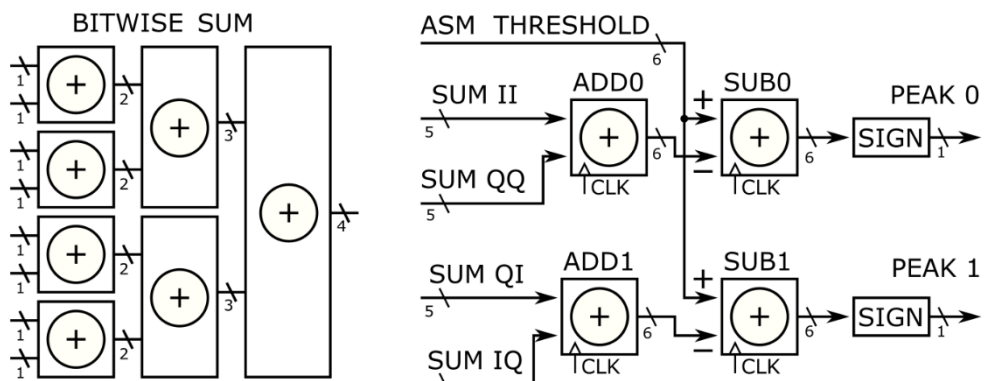 BITWISE SUM
+
1
1
2
+
1
1
2
+
3
+
1
1
2
+
1
1
2
+
3
+
4
ASM THRESHOLD
6
SUM II
5
SUM QQ
5
ADD0
+
CLK
6
SUB0
+
−
+
CLK
6
PEAK 0
SIGN
1
SUM QI
5
SUM IQ
ADD1
+
CLK
6
SUB1
+
−
+
CLK
6
PEAK 1
SIGN
1